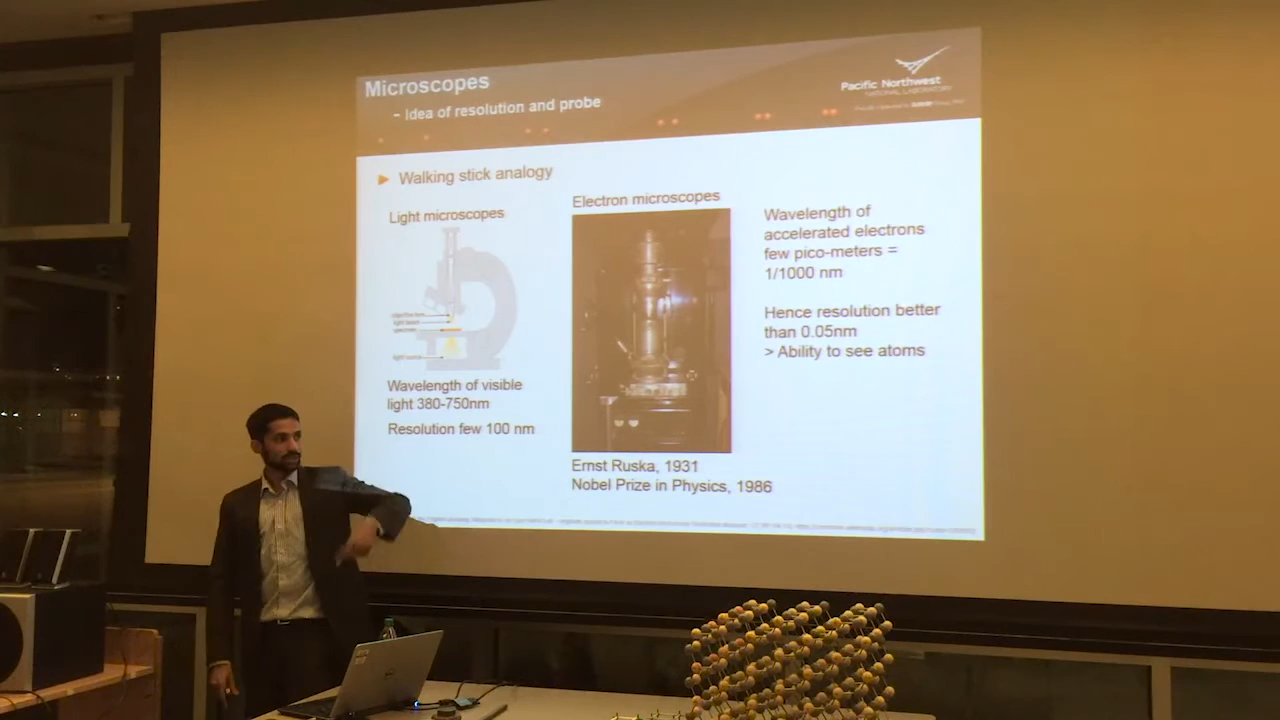 Microscopes
– Idea of resolution and probe
Pacific Northwest
NATIONAL LABORATORY
Walking stick analogy
Light microscopes
light source
Wavelength of visible
light 380-750nm
Resolution few 100 nm
Electron microscopes
Ernst Ruska, 1931
Nobel Prize in Physics, 1986
Wavelength of
accelerated electrons
few pico-meters =
1/1000 nm
Hence resolution better
than 0.05nm
> Ability to see atoms